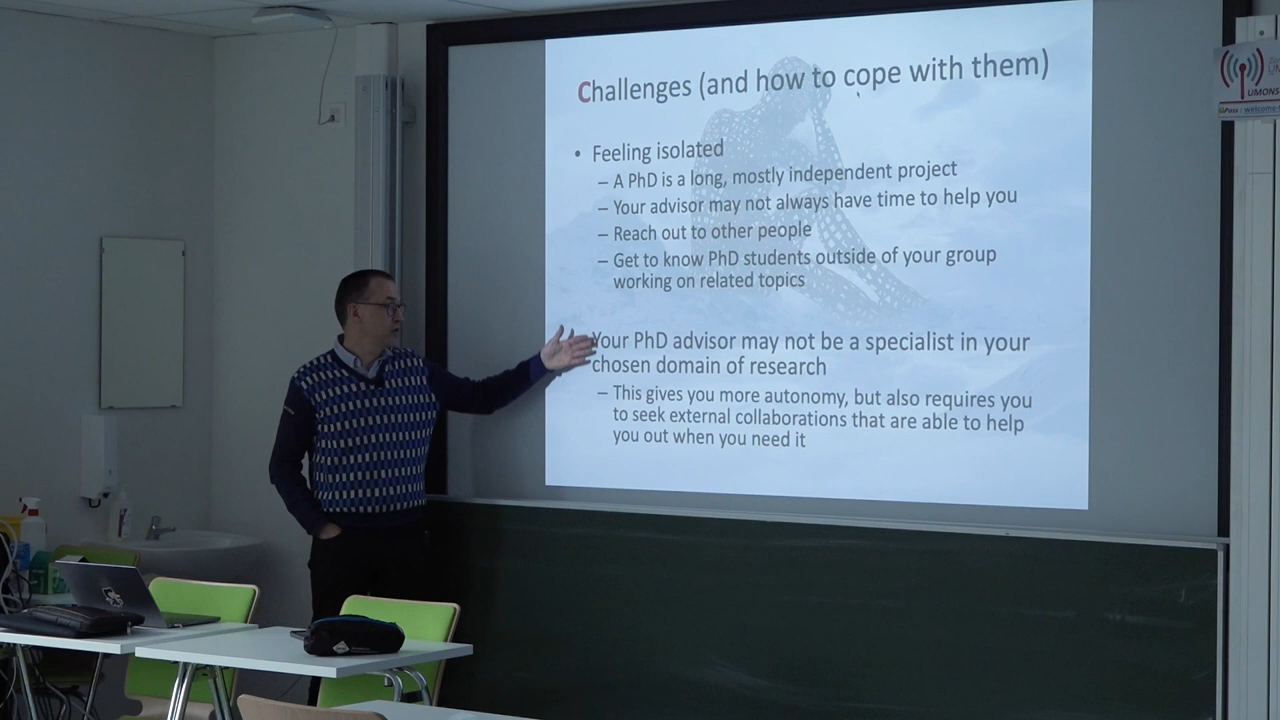 Challenges (and how to cope with them)
• Feeling isolated
– A PhD is a long, mostly independent project
– Your advisor may not always have time to help you
– Reach out to other people
– Get to know PhD students outside of your group
working on related topics
Your PhD advisor may not be a specialist in your
chosen domain of research
– This gives you more autonomy, but also requires you
to seek external collaborations that are able to help
you out when you need it
UMONS